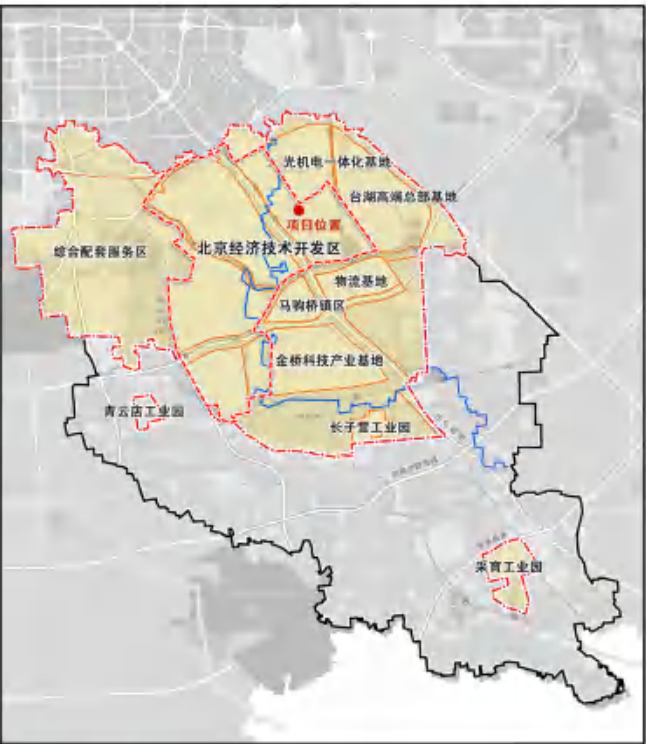 光机电一体化基地
台湖高端总部基地
项目位置
北京经济技术开发区
综合配套服务区
物流基地
马驹桥镇区
金桥科技产业基地
青云店工业园
长子营工业园
采育工业园